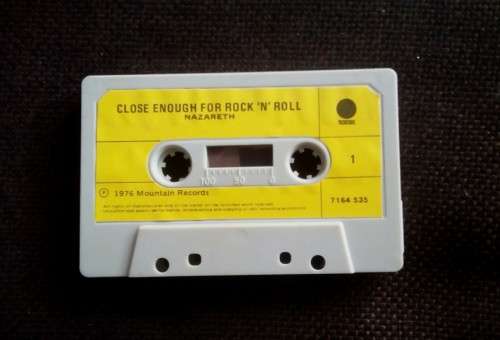 CLOSE ENOUGH FOR ROCK 'N' ROLL
NAZARETH
1
100 50 0
℗ 1976 Mountain Records
7164 535